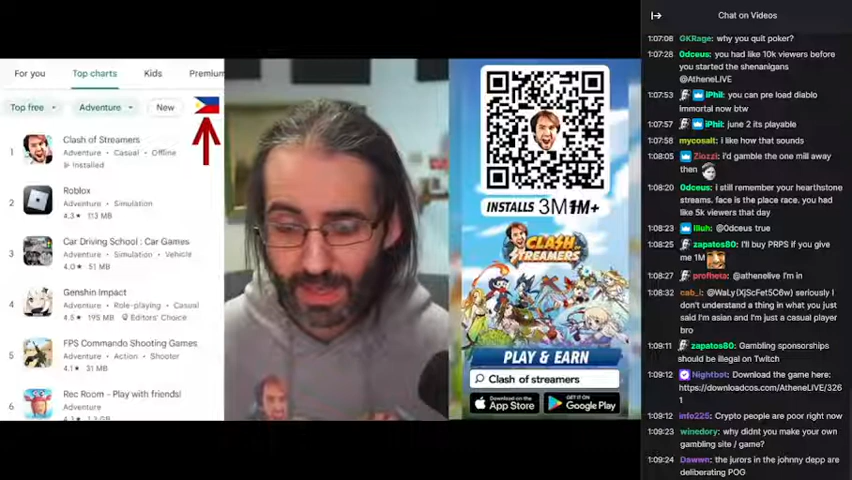 For you
Top charts
Kids
Premium
Top free
Adventure
New
1
Clash of Streamers
Adventure • Casual • Offline
Installed
2
Roblox
Adventure • Simulation
4.3★ 113 MB
3
Car Driving School : Car Games
Adventure • Simulation • Vehicle
4.0★ 51 MB
4
Genshin Impact
Adventure • Role-playing • Casual
4.5★ 195 MB Editors' Choice
5
FPS Commando Shooting Games
Adventure • Action • Shooter
4.1★ 31 MB
6
Rec Room - Play with friends!
Adventure
INSTALLS 3M 1M+
CLASH OF
STREAMERS
PLAY & EARN
Clash of streamers
Download on the
App Store
GET IT ON
Google Play
Chat on Videos
1:07:08 GKRage: why you quit poker?
1:07:28 0dceus: you had like 10k viewers before
you started the shenanigans
@AtheneLIVE
1:07:53 iPhil: you can pre load diablo
immortal now btw
1:07:57 iPhil: june 2 its playable
1:07:58 mycosalt: i like how that sounds
1:08:05 Ziozzi: i'd gamble the one mill away
then
1:08:20 0dceus: i still remember your hearthstone
streams. face is the place race. you had
like 5k viewers that day
1:08:23 liluh: @0dceus true
1:08:25 zapatos80: I'll buy PRPS if you give
me 1M
1:08:27 profheta: @athenelive I'm in
1:08:32 cab_i: @WaLy(XjScFet5C6w) seriously I
don't understand a thing in what you just
said I'm asian and I'm just a casual player
bro
1:09:11 zapatos80: Gambling sponsorships
should be illegal on Twitch
1:09:12 Nightbot: Download the game here:
https://downloadcos.com/AtheneLIVE/326
1
1:09:12 info225: Crypto people are poor right now
1:09:23 winedory: why didnt you make your own
gambling site / game?
1:09:24 Dawwn: the jurors in the johnny depp are
deliberating POG